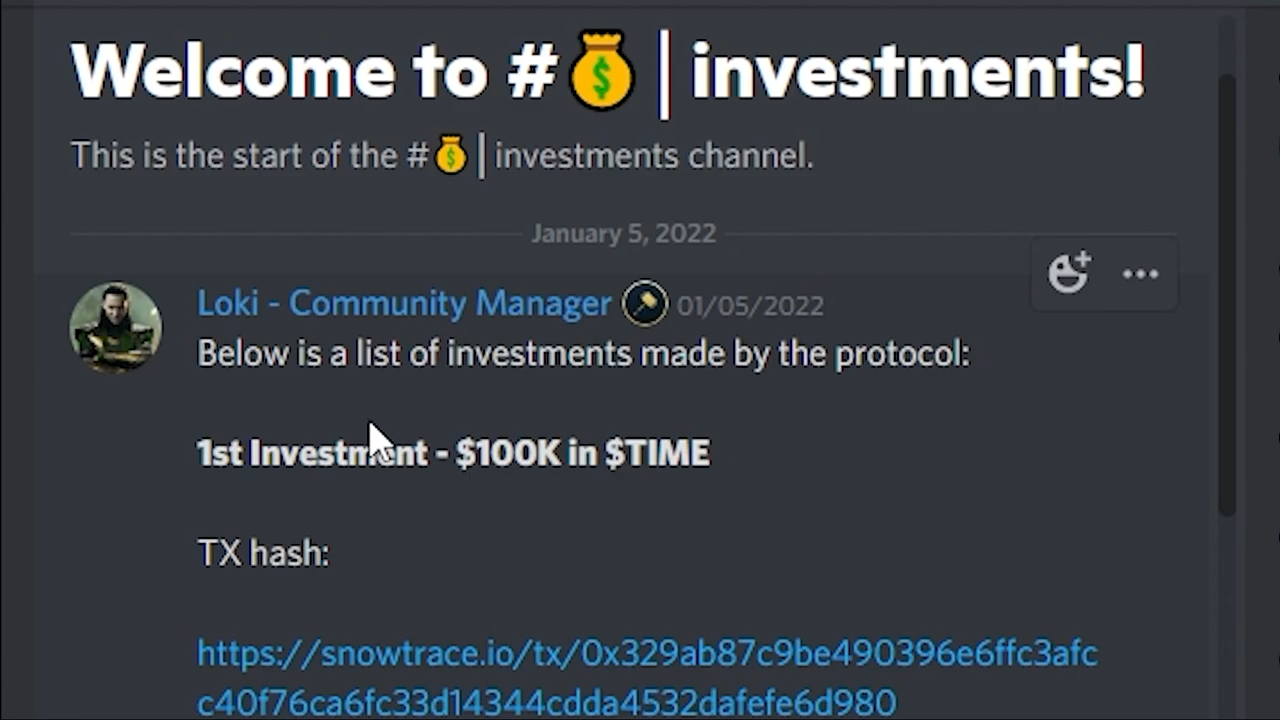 Welcome to #💰 | investments!
This is the start of the #💰 | investments channel.
January 5, 2022
Loki - Community Manager 01/05/2022
Below is a list of investments made by the protocol:
1st Investment - $100K in $TIME
TX hash:
https://snowtrace.io/tx/0x329ab87c9be490396e6ffc3afc
c40f76ca6fc33d14344cdda4532dafefe6d980